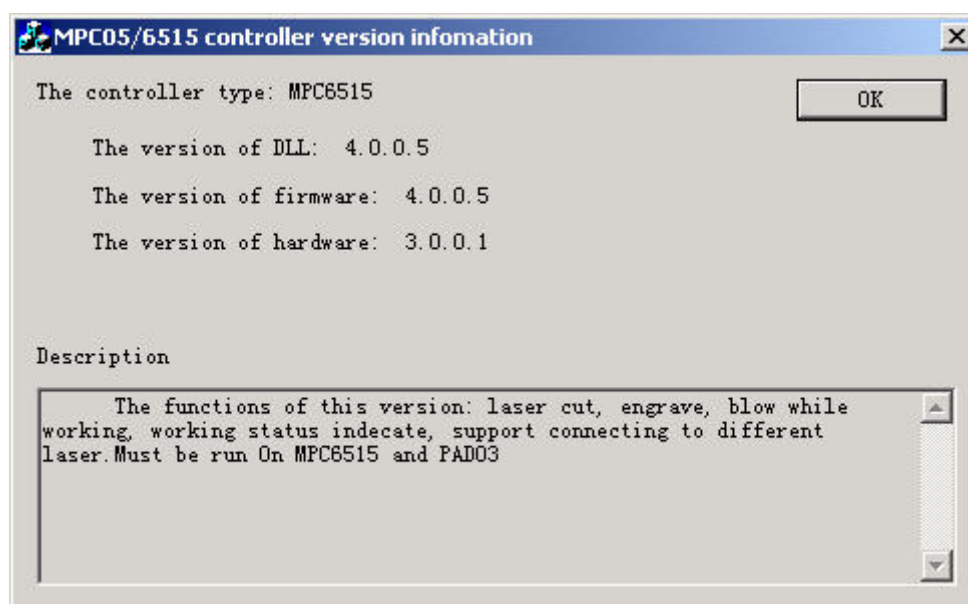 MPC05/6515 controller version infomation
The controller type: MPC6515
OK
The version of DLL: 4.0.0.5
The version of firmware: 4.0.0.5
The version of hardware: 3.0.0.1
Description
The functions of this version: laser cut, engrave, blow while
working, working status indecate, support connecting to different
laser.Must be run On MPC6515 and PAD03